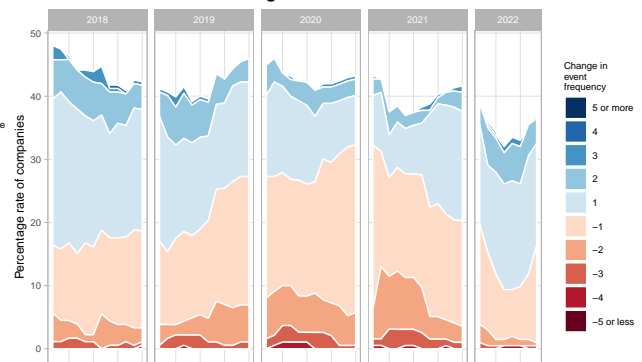 2018 2019 2020 2021 2022
50
40
30
20
10
0
Percentage rate of companies
Change in
event
frequency
5 or more
4
3
2
1
−1
−2
−3
−4
−5 or less